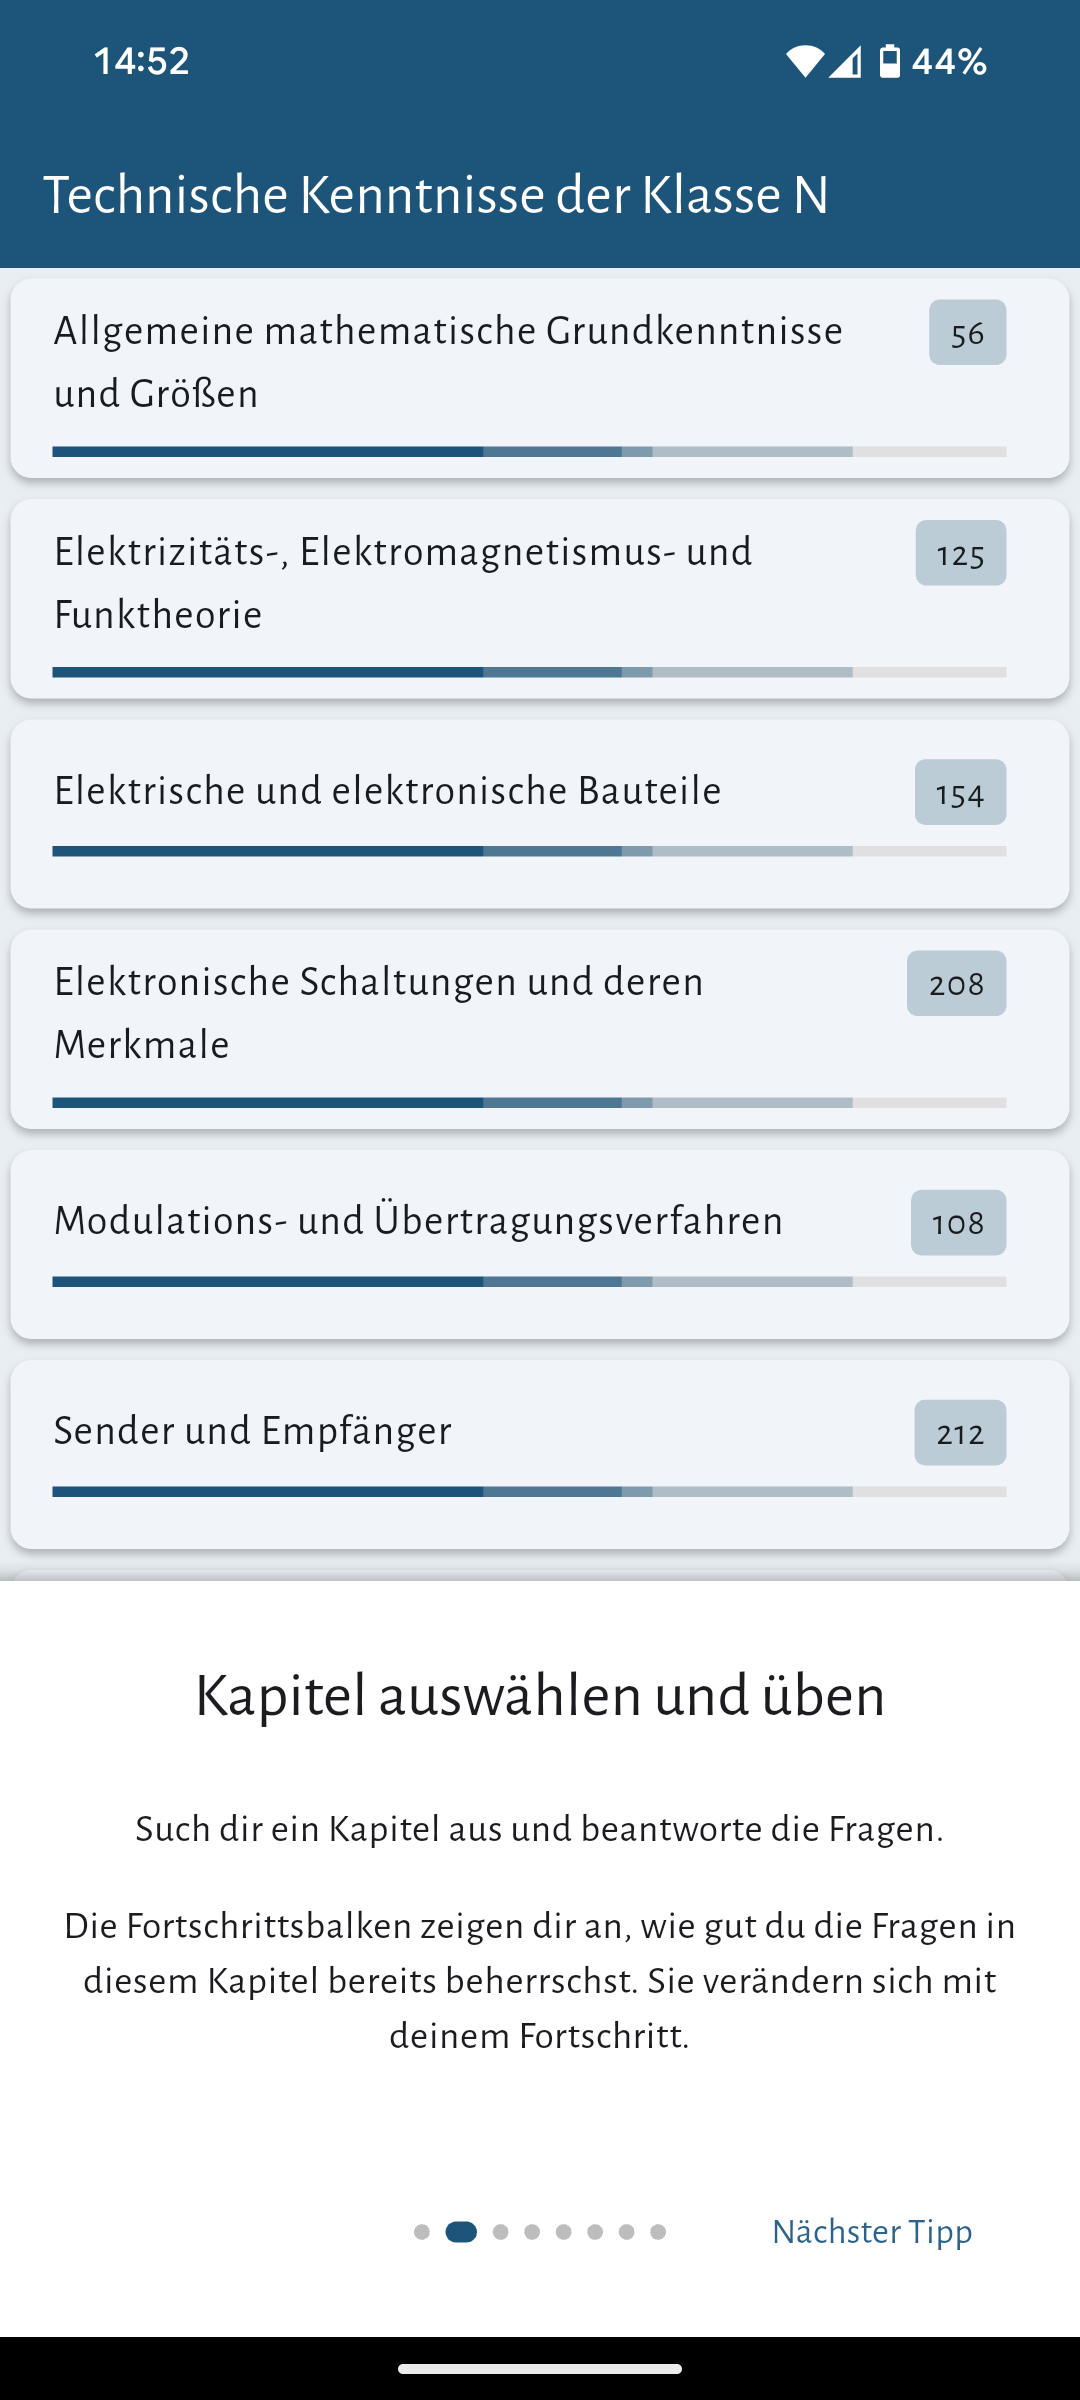 14:52
44%
Technische Kenntnisse der Klasse N
Allgemeine mathematische Grundkenntnisse
und Größen
56
Elektrizitäts-, Elektromagnetismus- und
Funktheorie
125
Elektrische und elektronische Bauteile
154
Elektronische Schaltungen und deren
Merkmale
208
Modulations- und Übertragungsverfahren
108
Sender und Empfänger
212
Kapitel auswählen und üben
Such dir ein Kapitel aus und beantworte die Fragen.
Die Fortschrittsbalken zeigen dir an, wie gut du die Fragen in
diesem Kapitel bereits beherrschst. Sie verändern sich mit
deinem Fortschritt.
Nächster Tipp